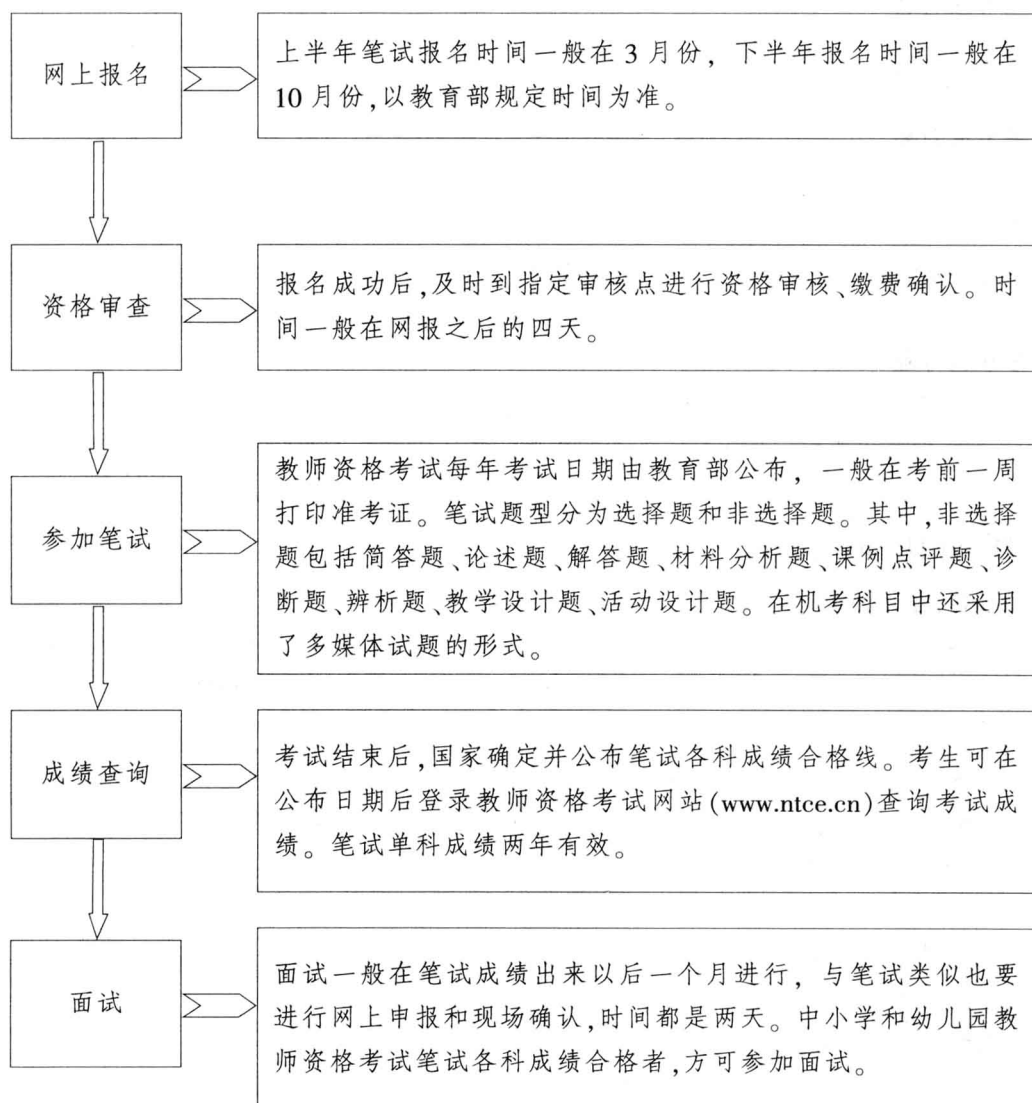 网上报名
上半年笔试报名时间一般在 3 月份，下半年报名时间一般在
10 月份，以教育部规定时间为准。
资格审查
报名成功后，及时到指定审核点进行资格审核、缴费确认。时
间一般在网报之后的四天。
参加笔试
教师资格考试每年考试日期由教育部公布，一般在考前一周
打印准考证。笔试题型分为选择题和非选择题。其中，非选择
题包括简答题、论述题、解答题、材料分析题、课例点评题、诊
断题、辨析题、教学设计题、活动设计题。在机考科目中还采用
了多媒体试题的形式。
成绩查询
考试结束后，国家确定并公布笔试各科成绩合格线。考生可在
公布日期后登录教师资格考试网站(www.ntce.cn)查询考试成
绩。笔试单科成绩两年有效。
面试
面试一般在笔试成绩出来以后一个月进行，与笔试类似也要
进行网上申报和现场确认，时间都是两天。中小学和幼儿园教
师资格考试笔试各科成绩合格者，方可参加面试。